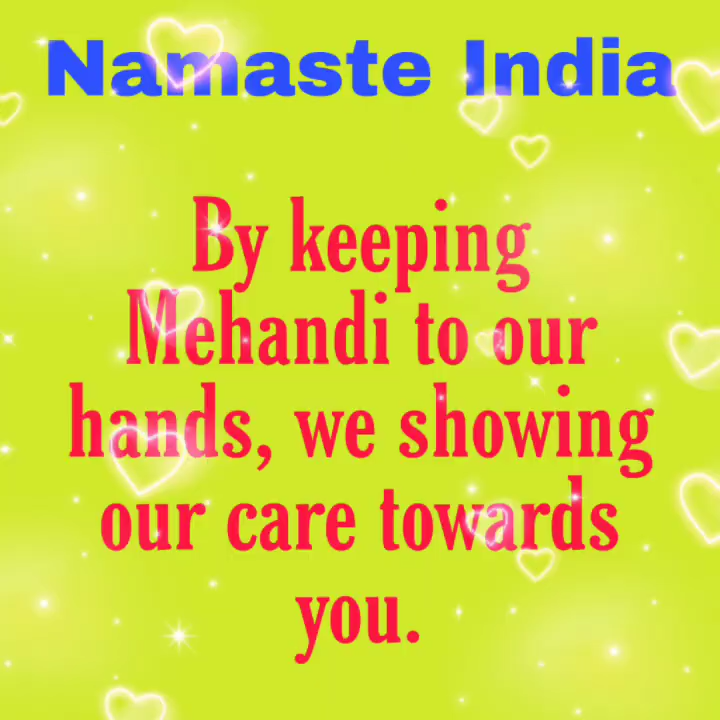 Namaste India
By keeping
Mehandi to our
hands, we showing
our care towards
you.